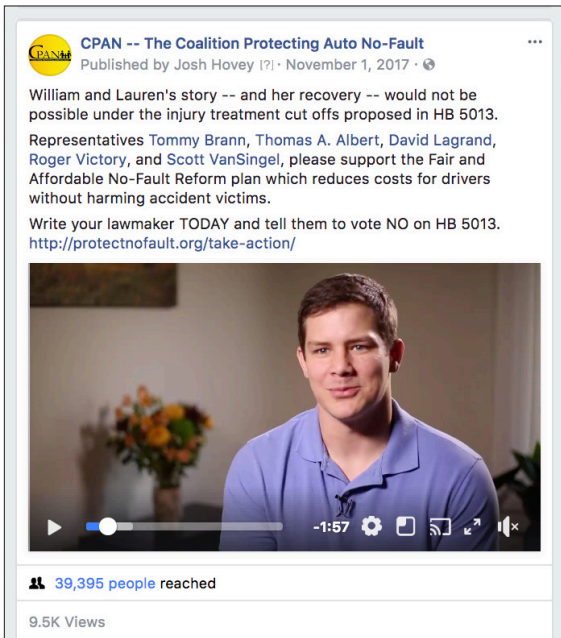 CPAN
CPAN -- The Coalition Protecting Auto No-Fault
Published by Josh Hovey [?] · November 1, 2017 ·
William and Lauren's story -- and her recovery -- would not be
possible under the injury treatment cut offs proposed in HB 5013.
Representatives Tommy Brann, Thomas A. Albert, David Lagrand,
Roger Victory, and Scott VanSingel, please support the Fair and
Affordable No-Fault Reform plan which reduces costs for drivers
without harming accident victims.
Write your lawmaker TODAY and tell them to vote NO on HB 5013.
http://protectnofault.org/take-action/
-1:57
39,395 people reached
9.5K Views